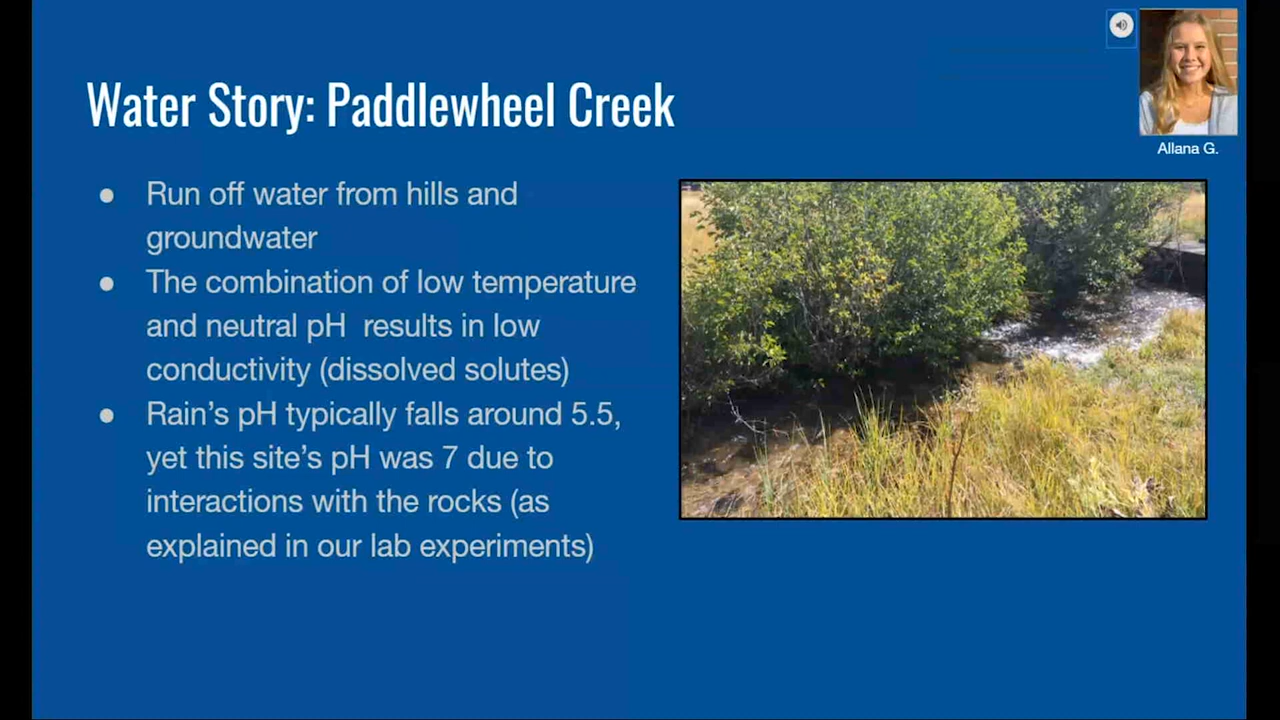 Water Story: Paddlewheel Creek
Allana G.
● Run off water from hills and
groundwater
● The combination of low temperature
and neutral pH  results in low
conductivity (dissolved solutes)
● Rain's pH typically falls around 5.5,
yet this site's pH was 7 due to
interactions with the rocks (as
explained in our lab experiments)